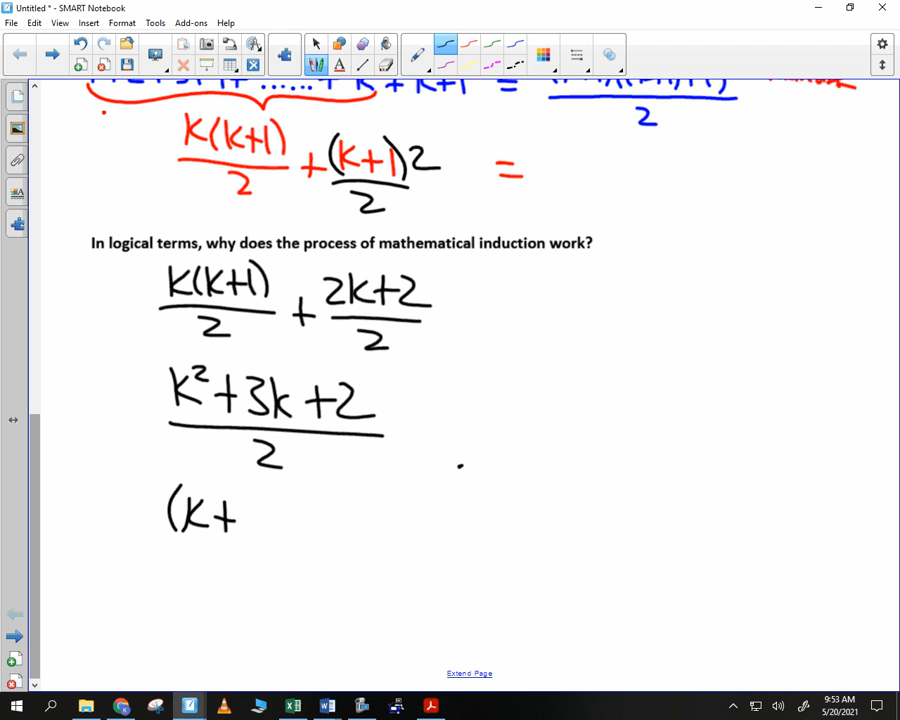 Untitled * - SMART Notebook
File Edit View Insert Format Tools Add-ons Help
...... + k + k+1 =
2
k(k+1)/2 + (k+1)2/2 =
In logical terms, why does the process of mathematical induction work?
k(k+1)/2 + 2k+2/2
k²+3k+2
2
(k+
Extend Page
9:53 AM
5/20/2021